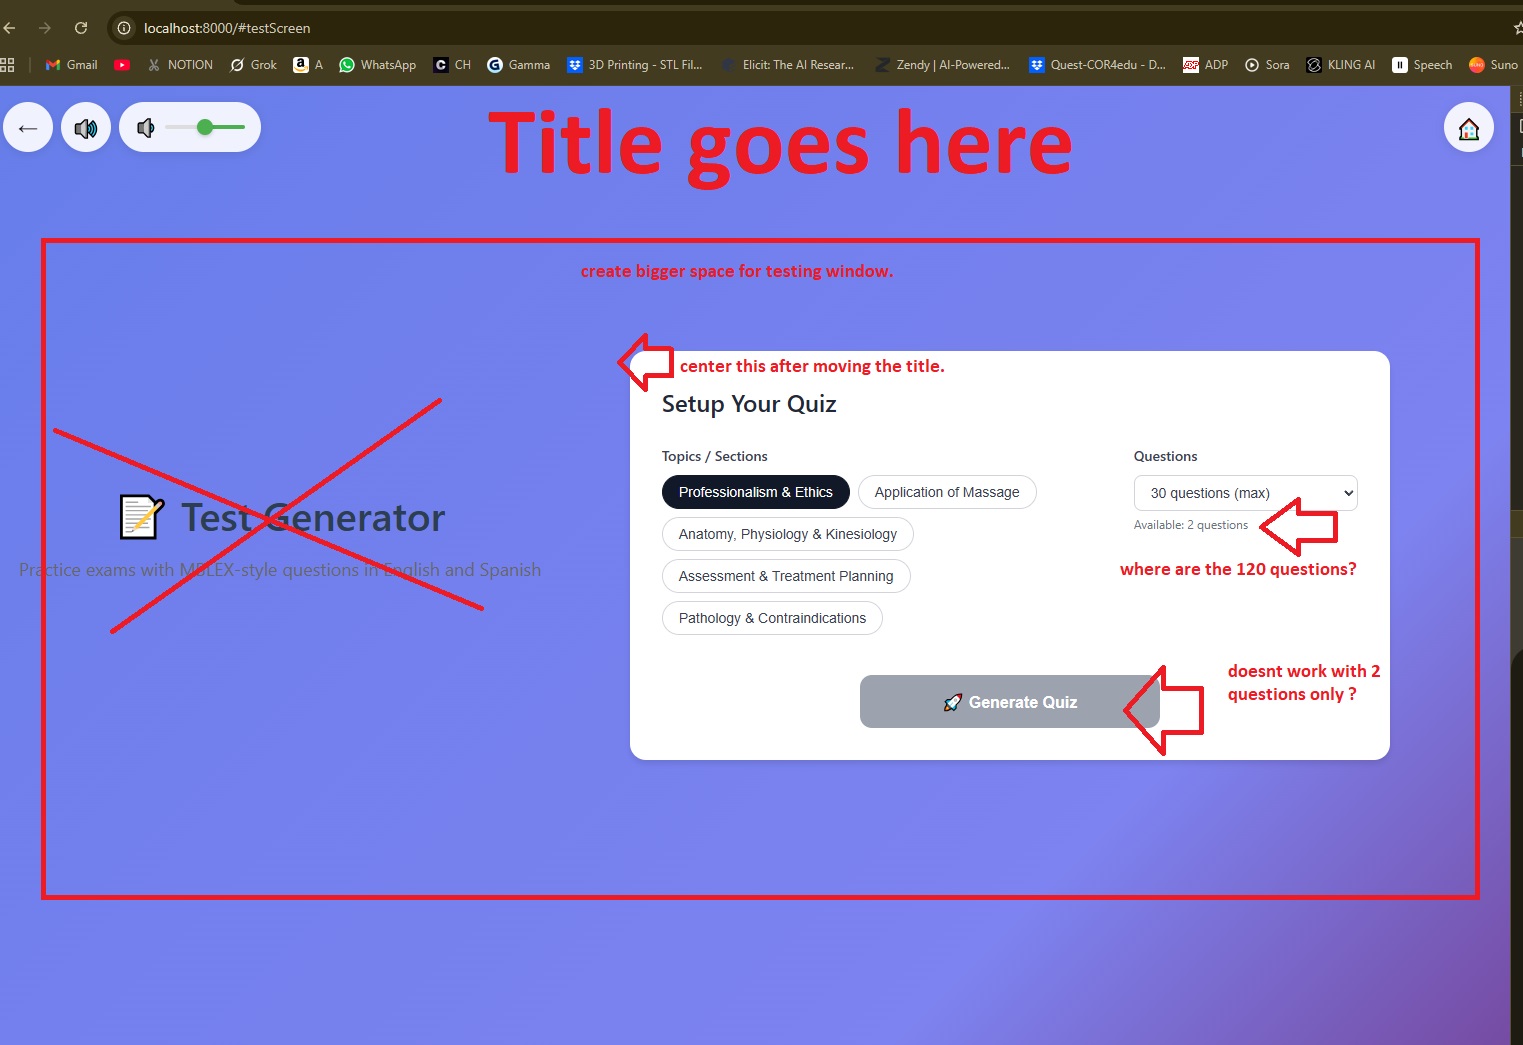 localhost:8000/#testScreen
Gmail
NOTION
Grok
A
WhatsApp
CH
Gamma
3D Printing - STL Fil...
Elicit: The AI Resear...
Zendy | AI-Powered...
Quest-COR4edu - D...
ADP
Sora
KLING AI
Speech
Suno
Title goes here
create bigger space for testing window.
center this after moving the title.
Setup Your Quiz
Topics / Sections
Questions
Professionalism & Ethics
Application of Massage
30 questions (max)
Anatomy, Physiology & Kinesiology
Available: 2 questions
Test Generator
Practice exams with MBLEX-style questions in English and Spanish
where are the 120 questions?
Assessment & Treatment Planning
Pathology & Contraindications
doesnt work with 2
questions only ?
Generate Quiz